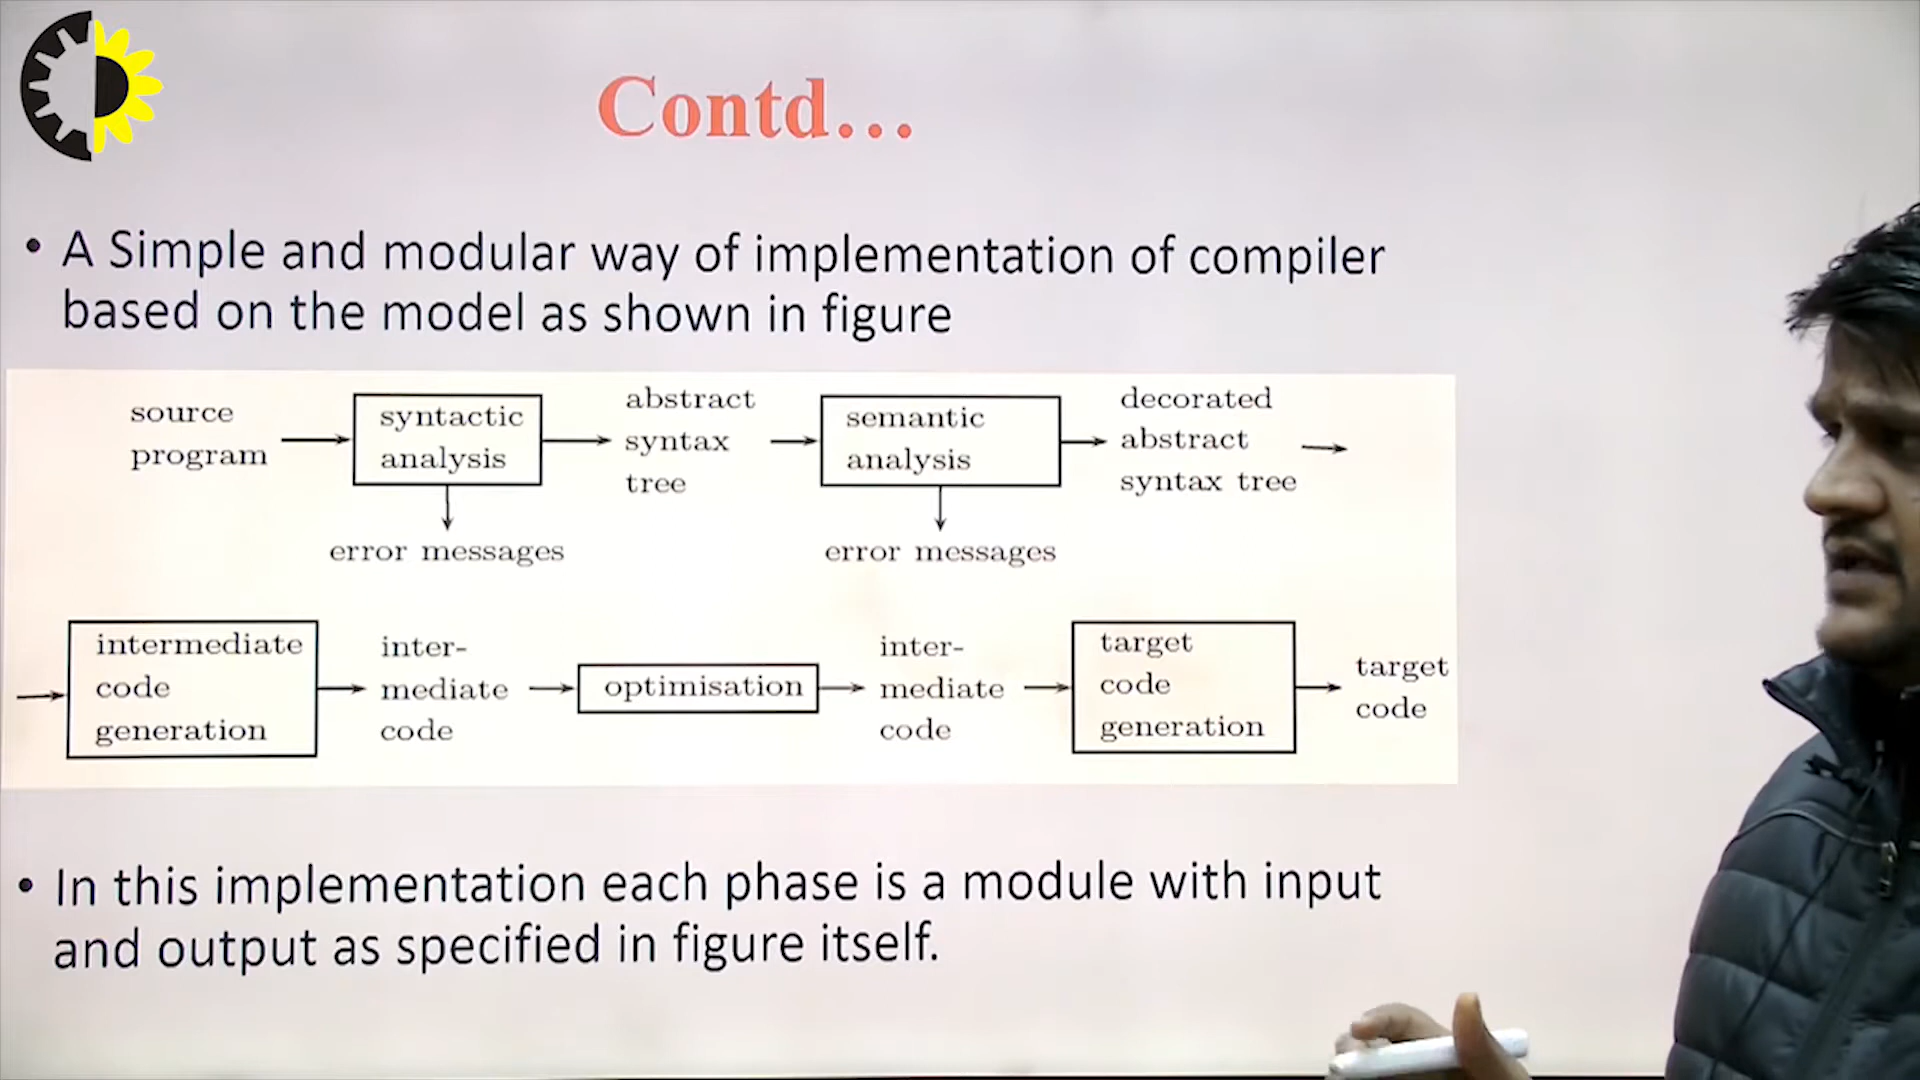 Contd...
• A Simple and modular way of implementation of compiler
based on the model as shown in figure
source
program
syntactic
analysis
error messages
abstract
syntax
tree
semantic
analysis
error messages
decorated
abstract
syntax tree
intermediate
code
generation
inter-
mediate
code
optimisation
inter-
mediate
code
target
code
generation
target
code
• In this implementation each phase is a module with input
and output as specified in figure itself.